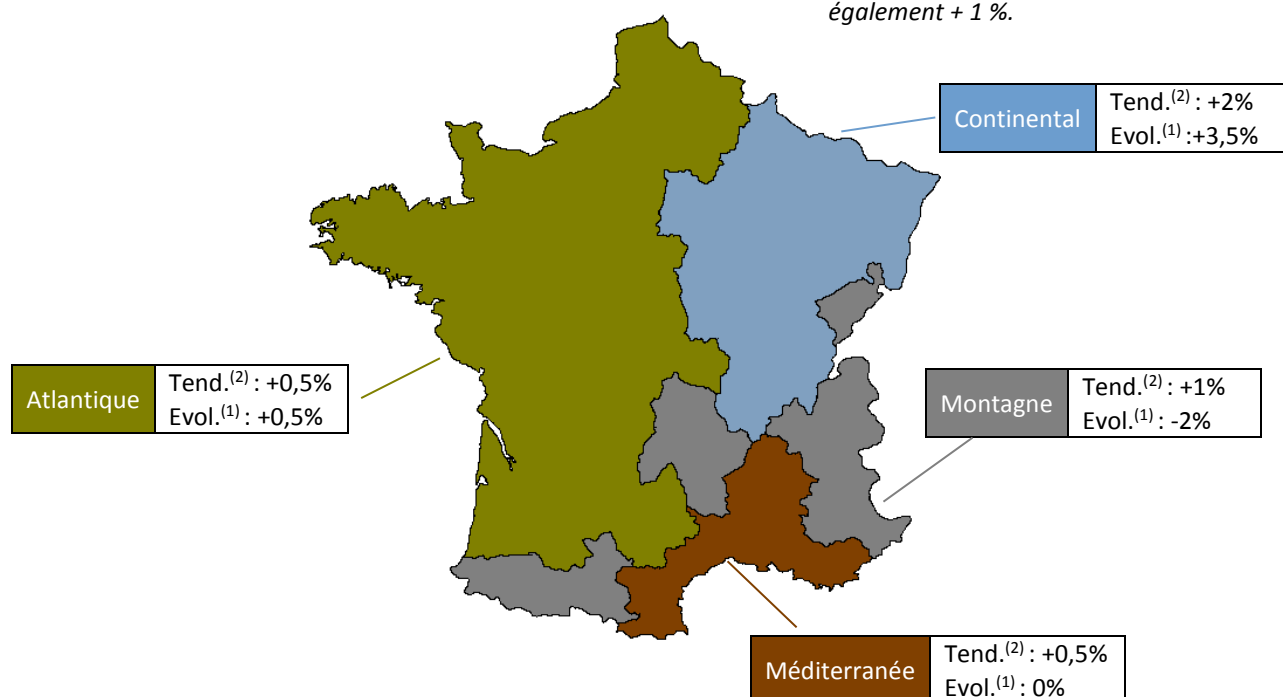 également + 1 %.
Continental
Tend.(2) : +2%
Evol.(1) :+3,5%
Atlantique
Tend.(2) : +0,5%
Evol.(1) : +0,5%
Montagne
Tend.(2) : +1%
Evol.(1) : -2%
Méditerranée
Tend.(2) : +0,5%
Evol.(1) : 0%